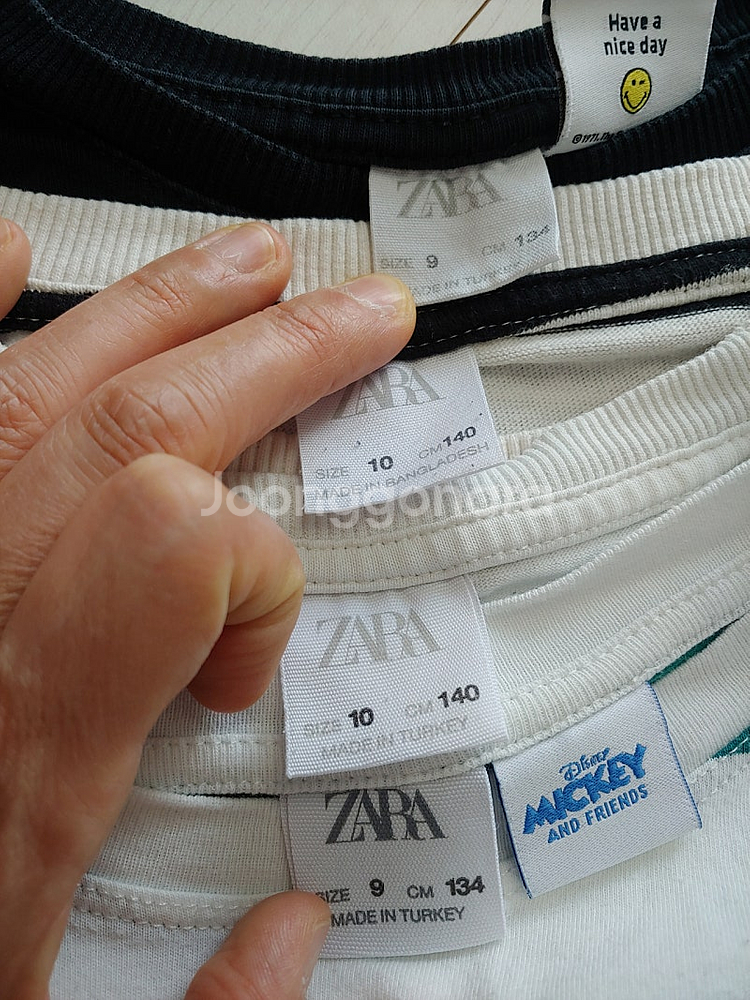 Have a
nice day
ZARA
SIZE 9 CM 134
MADE IN TURKEY
ZARA
SIZE 10 CM 140
MADE IN BANGLADESH
Joonggonara
ZARA
SIZE 10 CM 140
MADE IN TURKEY
Disney
MICKEY
AND FRIENDS
ZARA
SIZE 9 CM 134
MADE IN TURKEY